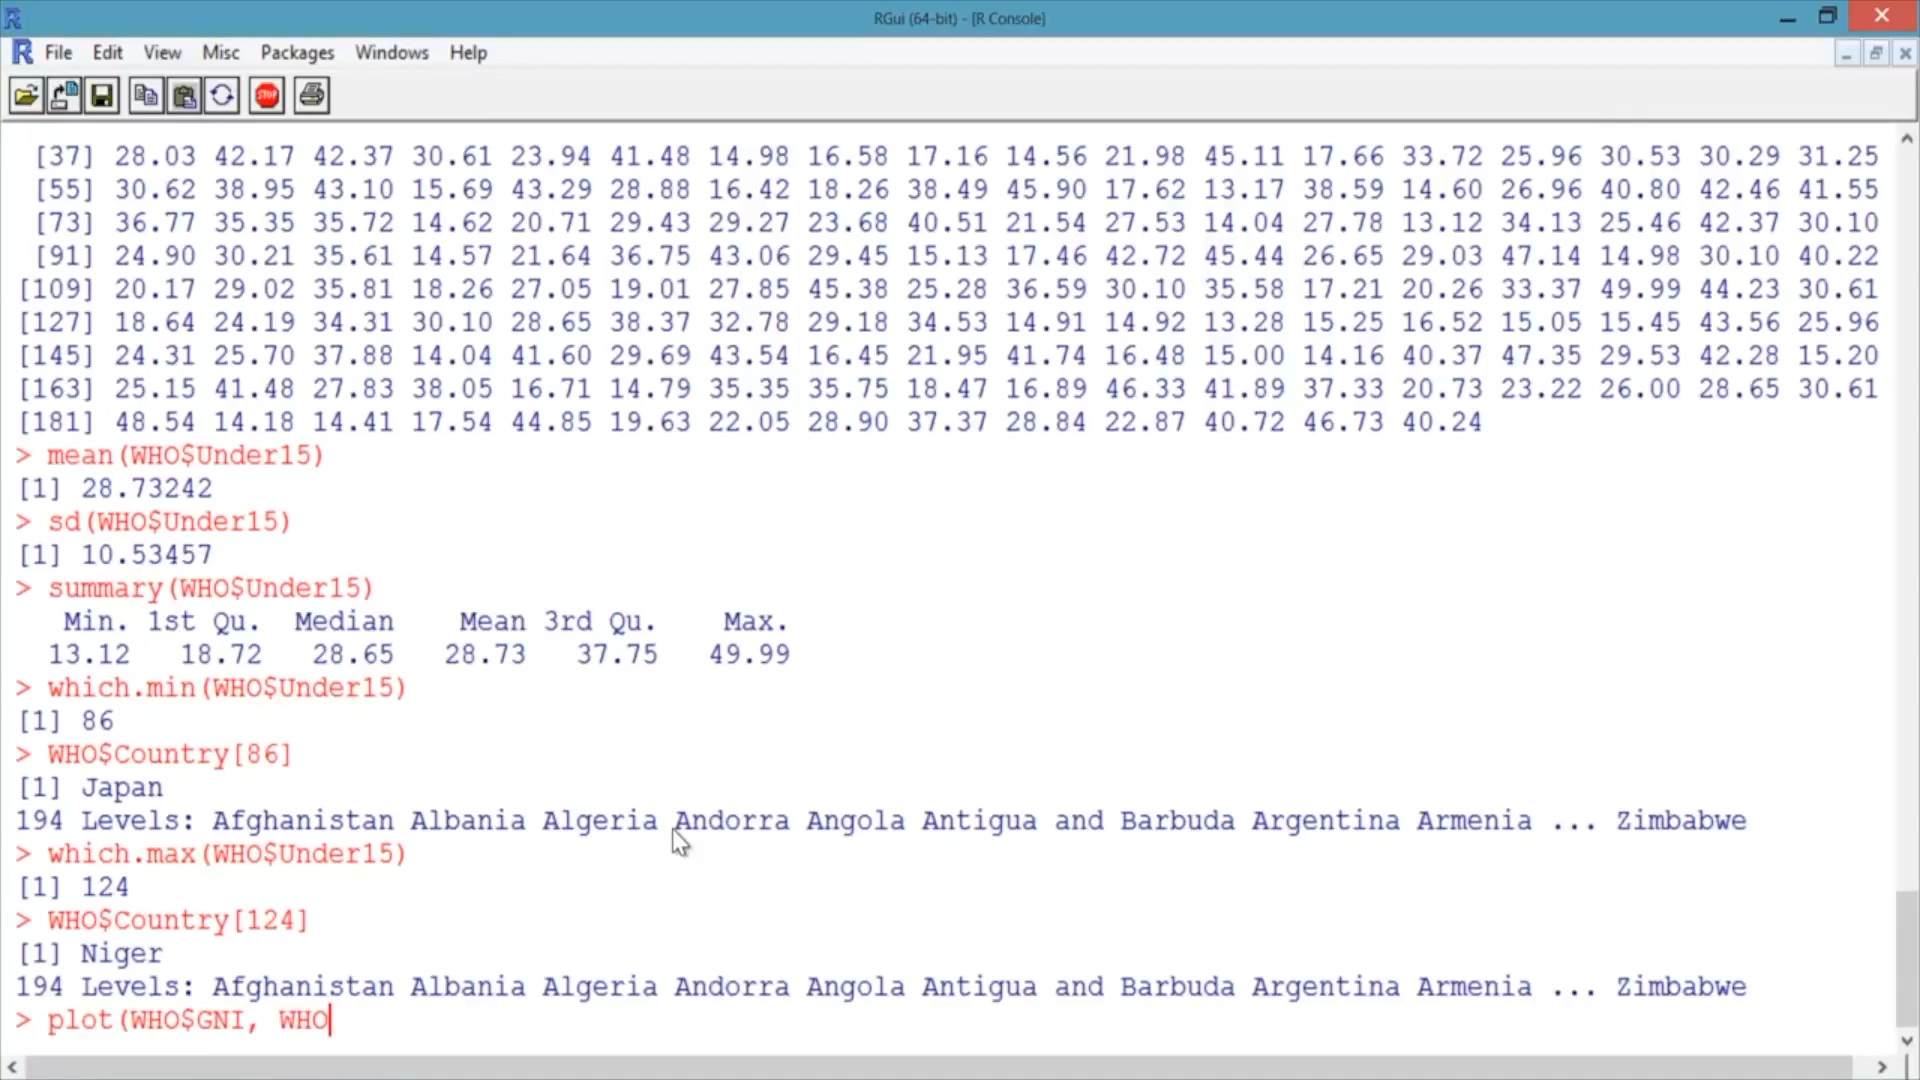 RGui (64-bit) - [R Console]
File Edit View Misc Packages Windows Help
STOP
[37] 28.03 42.17 42.37 30.61 23.94 41.48 14.98 16.58 17.16 14.56 21.98 45.11 17.66 33.72 25.96 30.53 30.29 31.25
[55] 30.62 38.95 43.10 15.69 43.29 28.88 16.42 18.26 38.49 45.90 17.62 13.17 38.59 14.60 26.96 40.80 42.46 41.55
[73] 36.77 35.35 35.72 14.62 20.71 29.43 29.27 23.68 40.51 21.54 27.53 14.04 27.78 13.12 34.13 25.46 42.37 30.10
[91] 24.90 30.21 35.61 14.57 21.64 36.75 43.06 29.45 15.13 17.46 42.72 45.44 26.65 29.03 47.14 14.98 30.10 40.22
[109] 20.17 29.02 35.81 18.26 27.05 19.01 27.85 45.38 25.28 36.59 30.10 35.58 17.21 20.26 33.37 49.99 44.23 30.61
[127] 18.64 24.19 34.31 30.10 28.65 38.37 32.78 29.18 34.53 14.91 14.92 13.28 15.25 16.52 15.05 15.45 43.56 25.96
[145] 24.31 25.70 37.88 14.04 41.60 29.69 43.54 16.45 21.95 41.74 16.48 15.00 14.16 40.37 47.35 29.53 42.28 15.20
[163] 25.15 41.48 27.83 38.05 16.71 14.79 35.35 35.75 18.47 16.89 46.33 41.89 37.33 20.73 23.22 26.00 28.65 30.61
[181] 48.54 14.18 14.41 17.54 44.85 19.63 22.05 28.90 37.37 28.84 22.87 40.72 46.73 40.24
> mean(WHO$Under15)
[1] 28.73242
> sd(WHO$Under15)
[1] 10.53457
> summary(WHO$Under15)
Min. 1st Qu. Median Mean 3rd Qu. Max.
13.12 18.72 28.65 28.73 37.75 49.99
> which.min(WHO$Under15)
[1] 86
> WHO$Country[86]
[1] Japan
194 Levels: Afghanistan Albania Algeria Andorra Angola Antigua and Barbuda Argentina Armenia ... Zimbabwe
> which.max(WHO$Under15)
[1] 124
> WHO$Country[124]
[1] Niger
194 Levels: Afghanistan Albania Algeria Andorra Angola Antigua and Barbuda Argentina Armenia ... Zimbabwe
> plot(WHO$GNI, WHO